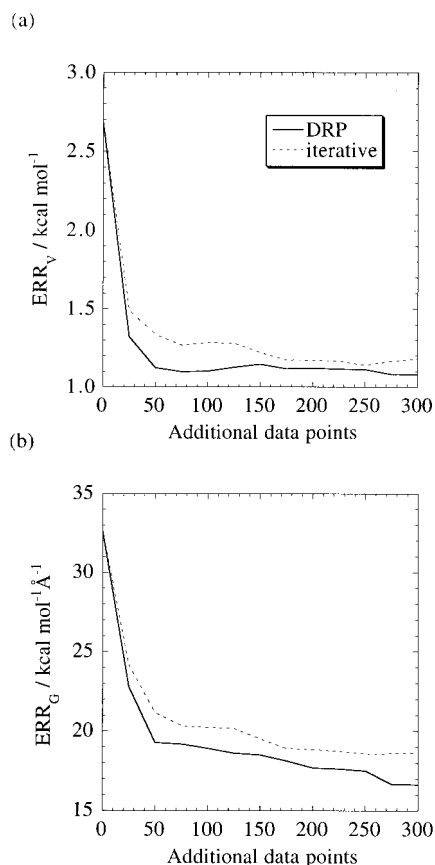 (a)
3.0
2.5
2.0
1.5
1.0
ERR_V / kcal mol⁻¹
DRP
iterative
0 50 100 150 200 250 300
Additional data points
(b)
35
30
25
20
15
ERR_G / kcal mol⁻¹Å⁻¹
0 50 100 150 200 250 300
Additional data points